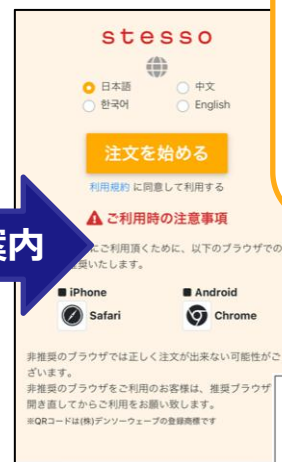 stesso
日本語
中文
한국어
English
注文を始める
利用規約 に同意して利用する
ご利用時の注意事項
案内
にご利用頂くために、以下のブラウザでの
奨いたします。
■ iPhone
■ Android
Safari
Chrome
非推奨のブラウザでは正しく注文が出来ない可能性がご
ざいます。
非推奨のブラウザをご利用のお客様は、推奨ブラウザ
開き直してからご利用をお願い致します。
※QRコードは(株)デンソーウェーブの登録商標です